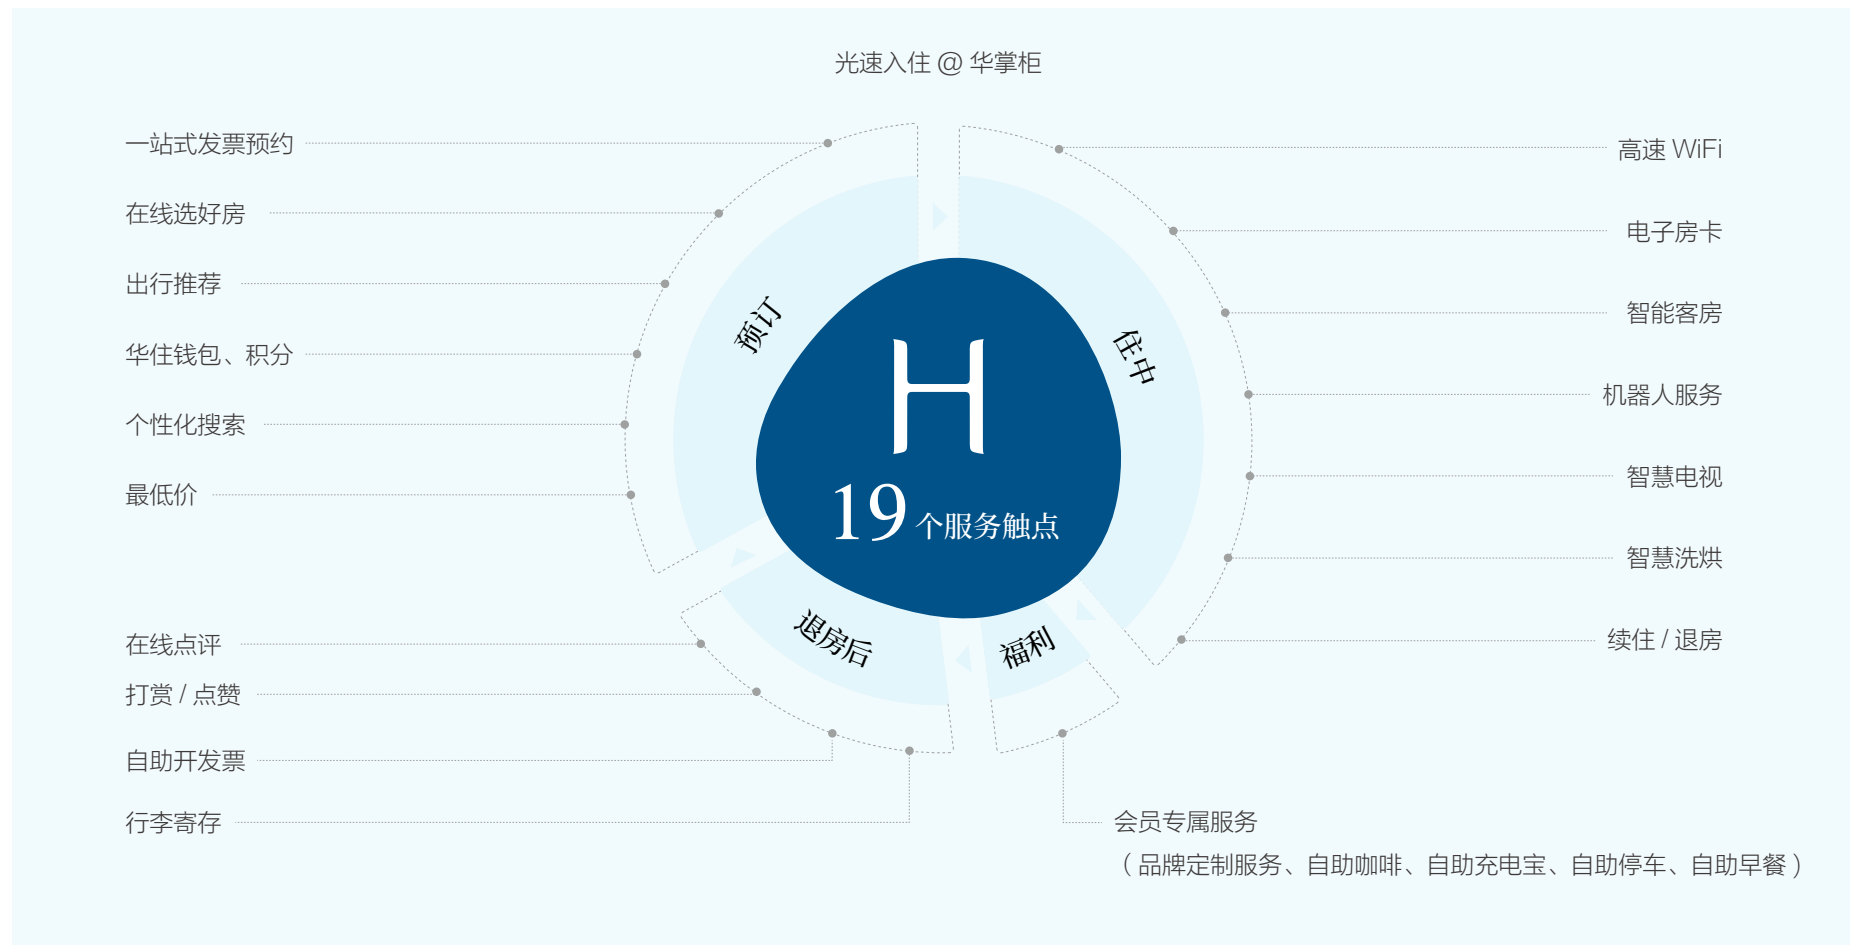 光速入住 @ 华掌柜
一站式发票预约
在线选好房
出行推荐
华住钱包、积分
个性化搜索
最低价
预订
高速 WiFi
电子房卡
智能客房
机器人服务
智慧电视
智慧洗烘
续住 / 退房
住中
H
19 个服务触点
退房后
福利
在线点评
打赏 / 点赞
自助开发票
行李寄存
会员专属服务
（品牌定制服务、自助咖啡、自助充电宝、自助停车、自助早餐）